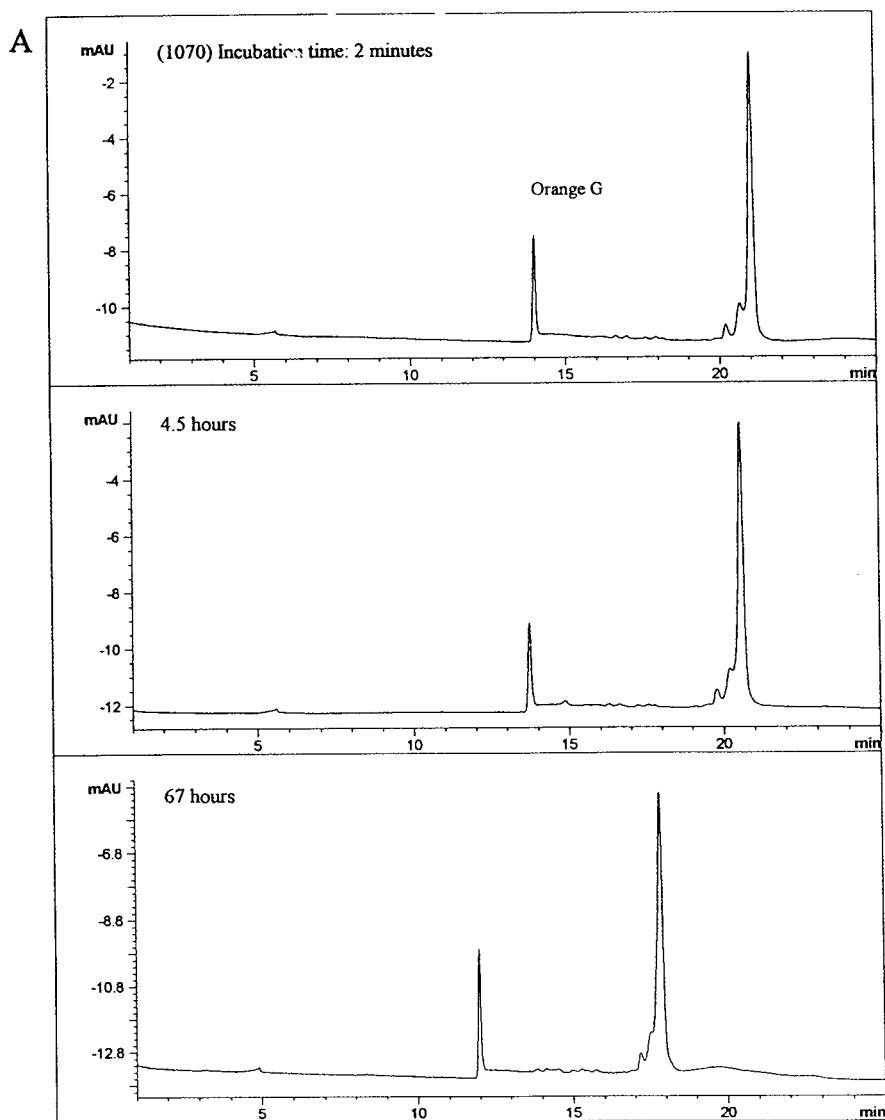 A
mAU
(1070) Incubation time: 2 minutes
-2
-4
-6
Orange G
-8
-10
5 10 15 20 min
mAU
4.5 hours
-4
-6
-8
-10
-12
5 10 15 20 min
mAU
67 hours
-6.8
-8.8
-10.8
-12.8
5 10 15 20 min